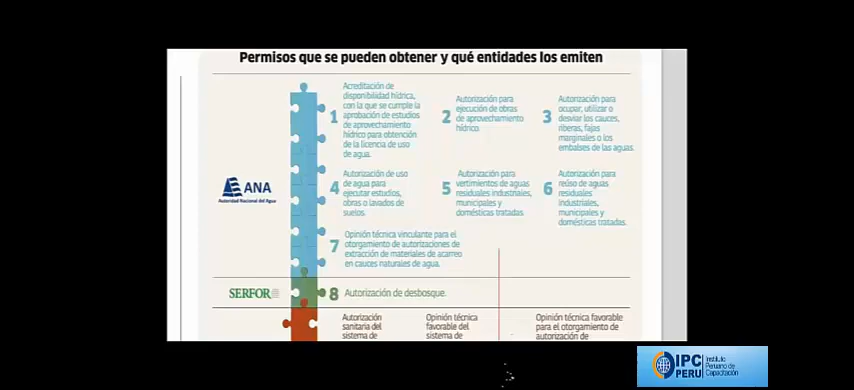 Permisos que se pueden obtener y qué entidades los emiten
1
Acreditación de
disponibilidad hídrica,
con la que se cumple la
aprobación de estudios
de aprovechamiento
hídrico para obtención
de la licencia de uso
de agua.
2
Autorización para
ejecución de obras
de aprovechamiento
hídrico.
3
Autorización para
ocupar, utilizar o
desviar los cauces,
riberas, fajas
marginales o los
embalses de las aguas.
ANA
Autoridad Nacional del Agua
4
Autorización de uso
de agua para
ejecutar estudios,
obras o lavados de
suelos.
5
Autorización para
vertimientos de aguas
residuales industriales,
municipales y
domésticas tratadas
6
Autorización para
reúso de aguas
residuales
industriales,
municipales y
domésticas tratadas.
7
Opinión técnica vinculante para el
otorgamiento de autorizaciones de
extracción de materiales de acarreo
en cauces naturales de agua.
SERFOR
8 Autorización de desbosque.
Autorización
sanitaria del
sistema de
Opinión técnica
favorable del
sistema de
Opinión técnica favorable
para el otorgamiento de
autorización de
IPC
PERU
Instituto
Peruano de
Capacitación